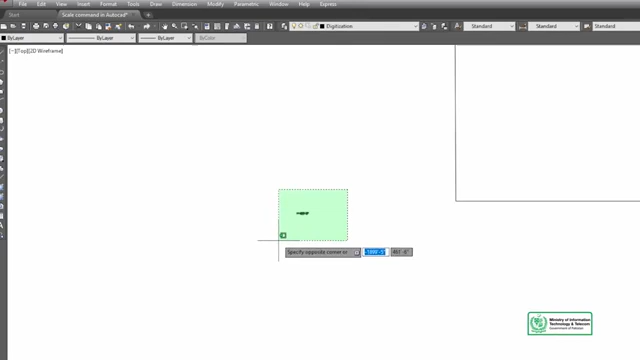 File Edit View Insert Format Tools Draw Dimension Modify Parametric Window Help Express
Start Scale command in Autocad*
Digitization Standard Standard
ByLayer ByLayer ByLayer ByColor
[−][Top][2D Wireframe]
Specify opposite corner or
Ministry of Information
Technology & Telecom
Government of Pakistan